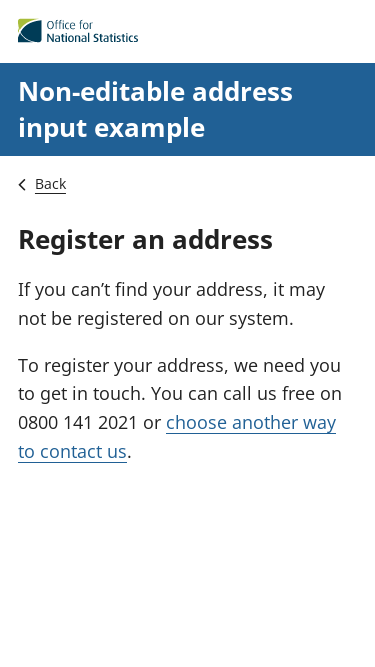 Office for
National Statistics
Non-editable address
input example
Back
Register an address
If you can’t find your address, it may
not be registered on our system.
To register your address, we need you
to get in touch. You can call us free on
0800 141 2021 or choose another way
to contact us.